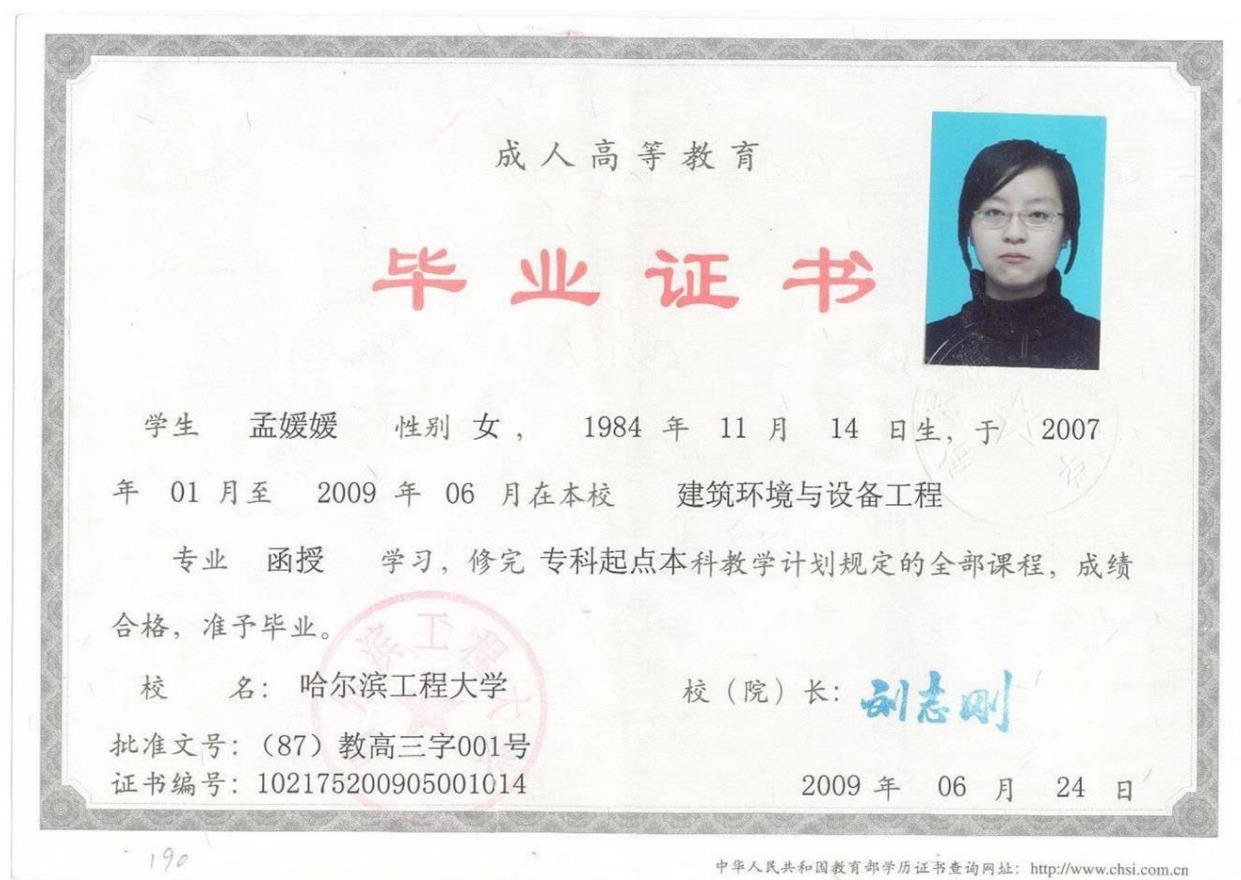 成人高等教育
毕业证书
学生 孟媛媛 性别 女， 1984 年 11 月 14 日生，于 2007
年 01 月至 2009 年 06 月在本校 建筑环境与设备工程
专业 函授 学习，修完 专科起点本科教学计划规定的全部课程，成绩
合格，准予毕业。
校 名： 哈尔滨工程大学 校（院）长：刘志刚
批准文号：（87）教高三字001号
证书编号：102175200905001014 2009 年 06 月 24 日
190
中华人民共和国教育部学历证书查询网址：http://www.chsi.com.cn